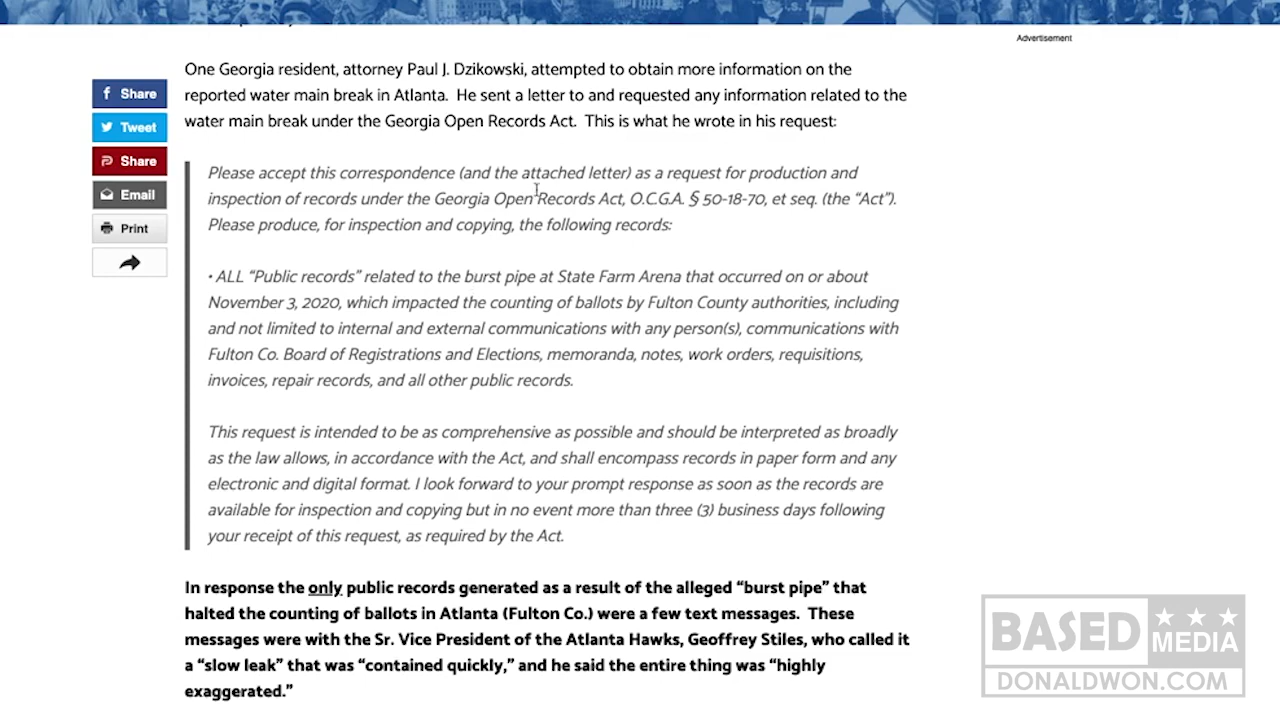 Advertisement
One Georgia resident, attorney Paul J. Dzikowski, attempted to obtain more information on the
reported water main break in Atlanta.  He sent a letter to and requested any information related to the
water main break under the Georgia Open Records Act.  This is what he wrote in his request:
Share
Tweet
Share
Email
Print
Please accept this correspondence (and the attached letter) as a request for production and
inspection of records under the Georgia Open Records Act, O.C.G.A. § 50-18-70, et seq. (the “Act”).
Please produce, for inspection and copying, the following records:
• ALL “Public records” related to the burst pipe at State Farm Arena that occurred on or about
November 3, 2020, which impacted the counting of ballots by Fulton County authorities, including
and not limited to internal and external communications with any person(s), communications with
Fulton Co. Board of Registrations and Elections, memoranda, notes, work orders, requisitions,
invoices, repair records, and all other public records.
This request is intended to be as comprehensive as possible and should be interpreted as broadly
as the law allows, in accordance with the Act, and shall encompass records in paper form and any
electronic and digital format. I look forward to your prompt response as soon as the records are
available for inspection and copying but in no event more than three (3) business days following
your receipt of this request, as required by the Act.
In response the only public records generated as a result of the alleged “burst pipe” that
halted the counting of ballots in Atlanta (Fulton Co.) were a few text messages.  These
messages were with the Sr. Vice President of the Atlanta Hawks, Geoffrey Stiles, who called it
a “slow leak” that was “contained quickly,” and he said the entire thing was “highly
exaggerated.”
BASED MEDIA
DONALDWON.COM